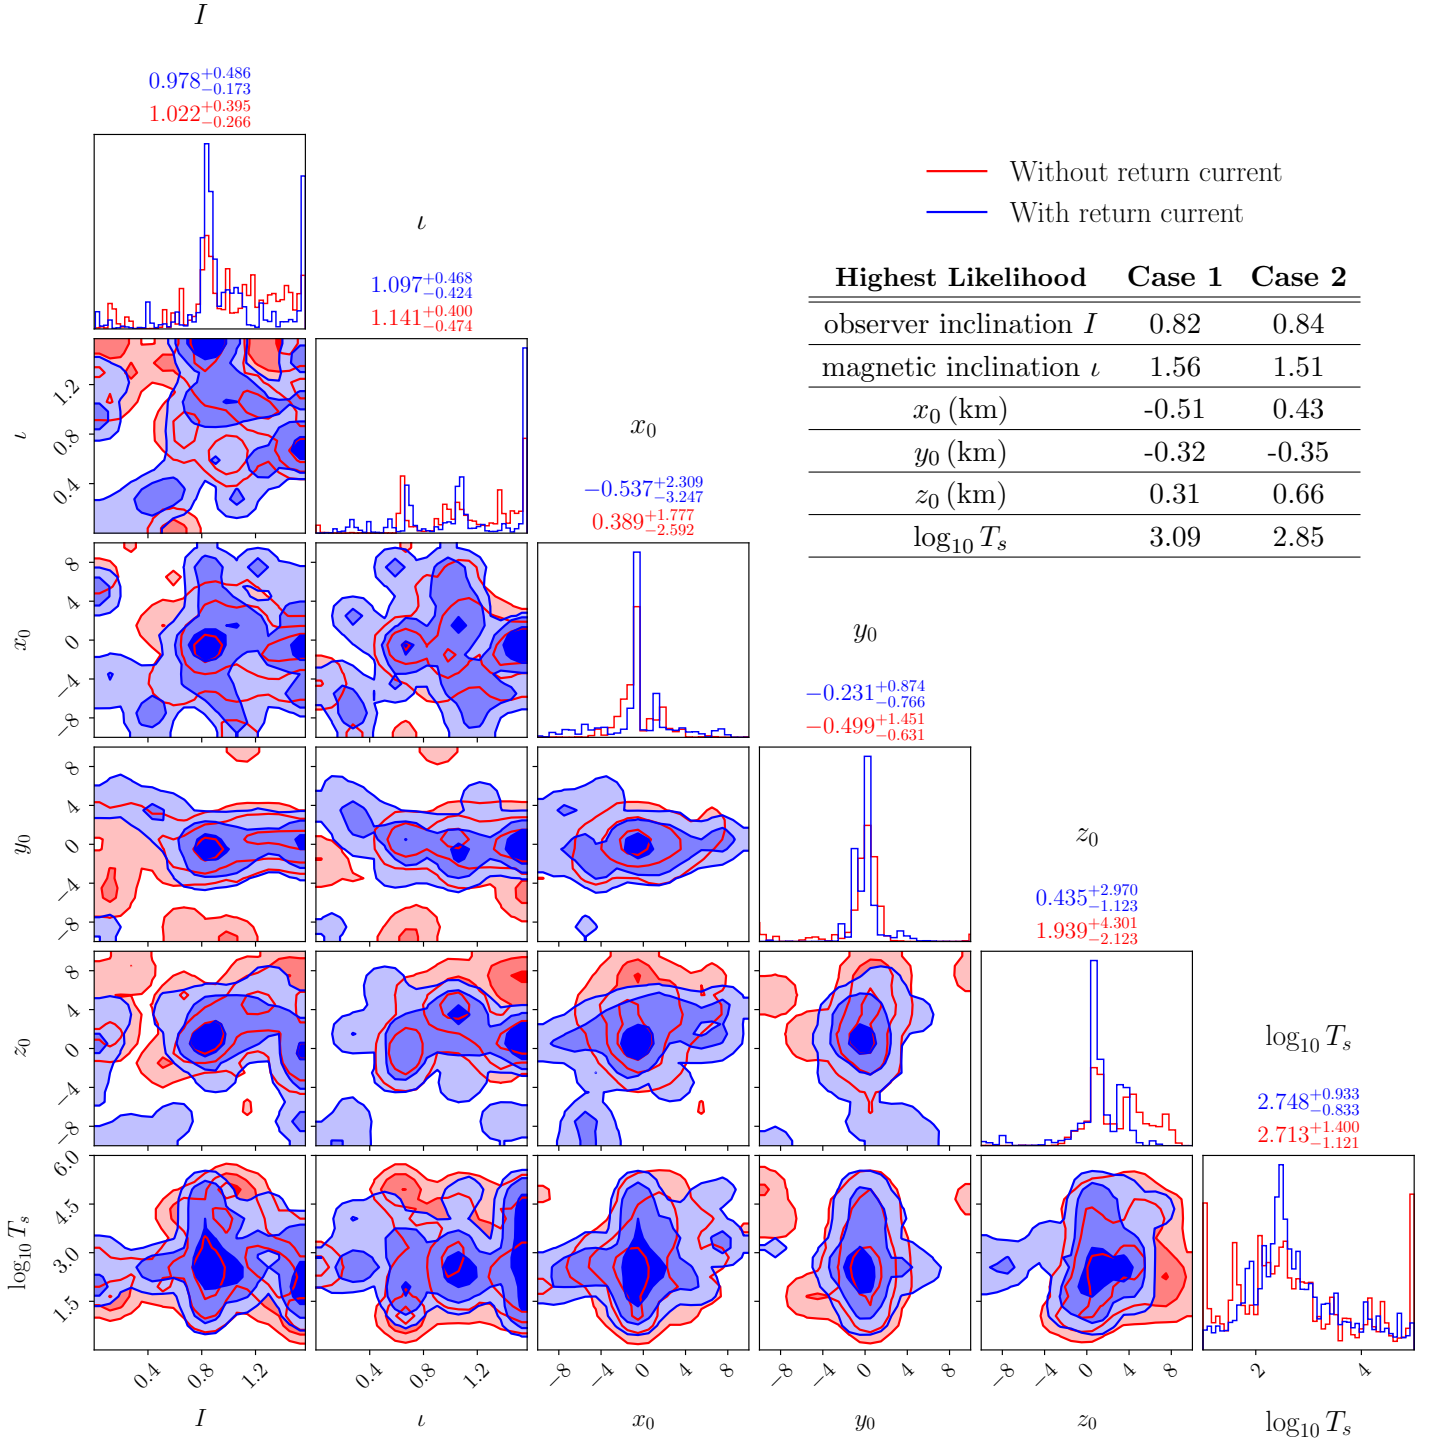 I
0.978+0.486−0.173
1.022+0.395−0.266
ι
1.097+0.468−0.424
1.141+0.400−0.474
x0
−0.537+2.309−3.247
0.389+1.777−2.592
y0
−0.231+0.874−0.766
−0.499+1.451−0.631
z0
0.435+2.970−1.123
1.939+4.301−2.123
log10 Ts
2.748+0.933−0.833
2.713+1.400−1.121
Without return current
With return current
Highest Likelihood Case 1 Case 2
observer inclination I 0.82 0.84
magnetic inclination ι 1.56 1.51
x0 (km) -0.51 0.43
y0 (km) -0.32 -0.35
z0 (km) 0.31 0.66
log10 Ts 3.09 2.85
ι
1.2
0.8
0.4
x0
8
4
0
−4
−8
y0
8
4
0
−4
−8
z0
8
4
0
−4
−8
log10 Ts
6.0
4.5
3.0
1.5
0.4 0.8 1.2
I
0.4 0.8 1.2
ι
−8 −4 0 4 8
x0
−8 −4 0 4 8
y0
−8 −4 0 4 8
z0
2 4
log10 Ts